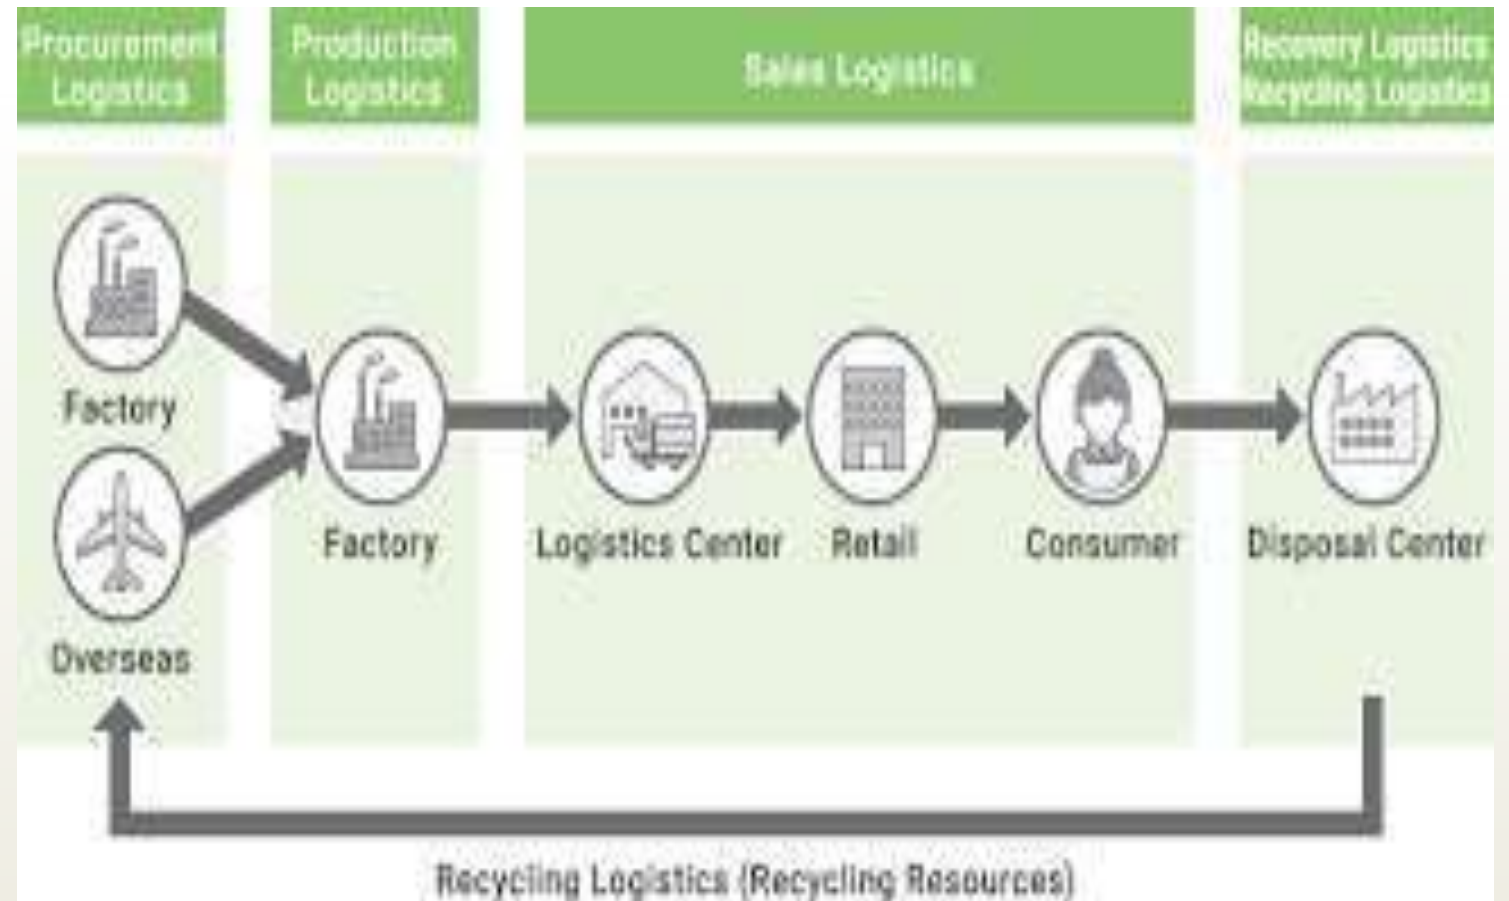 Procurement
Logistics
Production
Logistics
Sales Logistics
Recovery Logistics
Recycling Logistics
Factory
Overseas
Factory
Logistics Center
Retail
Consumer
Disposal Center
Recycling Logistics (Recycling Resources)